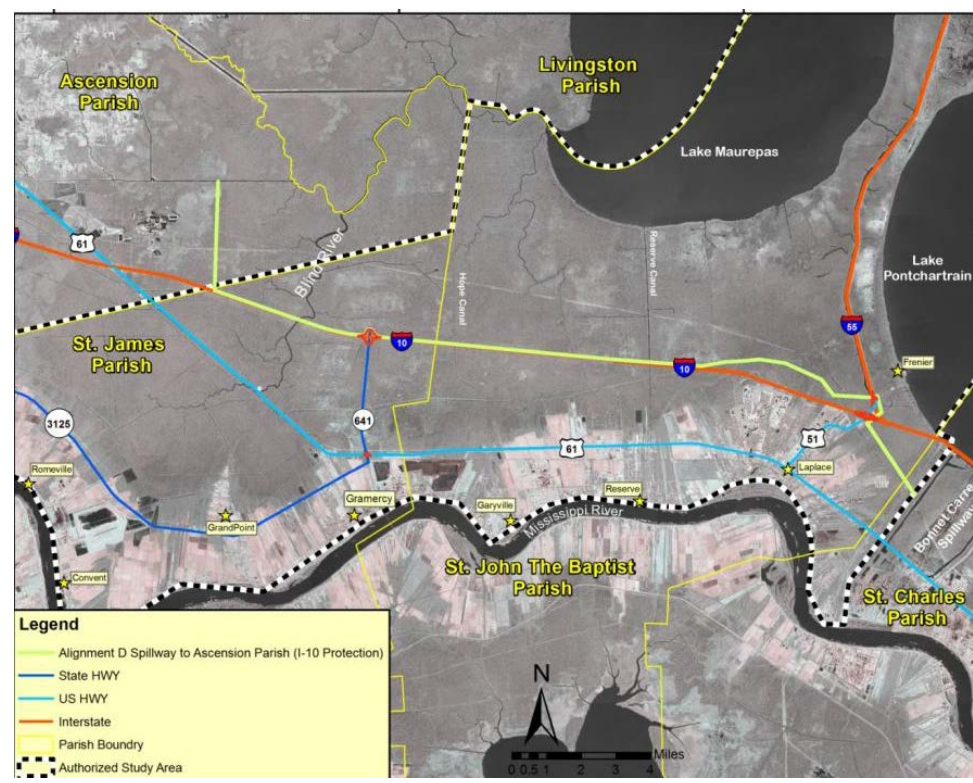 Ascension
Parish
Livingston
Parish
Lake Maurepas
61
Blind River
Hope Canal
Reserve Canal
Lake
Pontchartrain
St. James
Parish
10
10
55
Frenier
3125
641
61
51
Romeville
GrandPoint
Gramercy
Garyville
Reserve
Laplace
Mississippi River
Bonnet Carre
Spillway
Convent
St. John The Baptist
Parish
St. Charles
Parish
Legend
Alignment D Spillway to Ascension Parish (I-10 Protection)
State HWY
US HWY
Interstate
Parish Boundry
Authorized Study Area
N
Miles
0 0.5 1 2 3 4